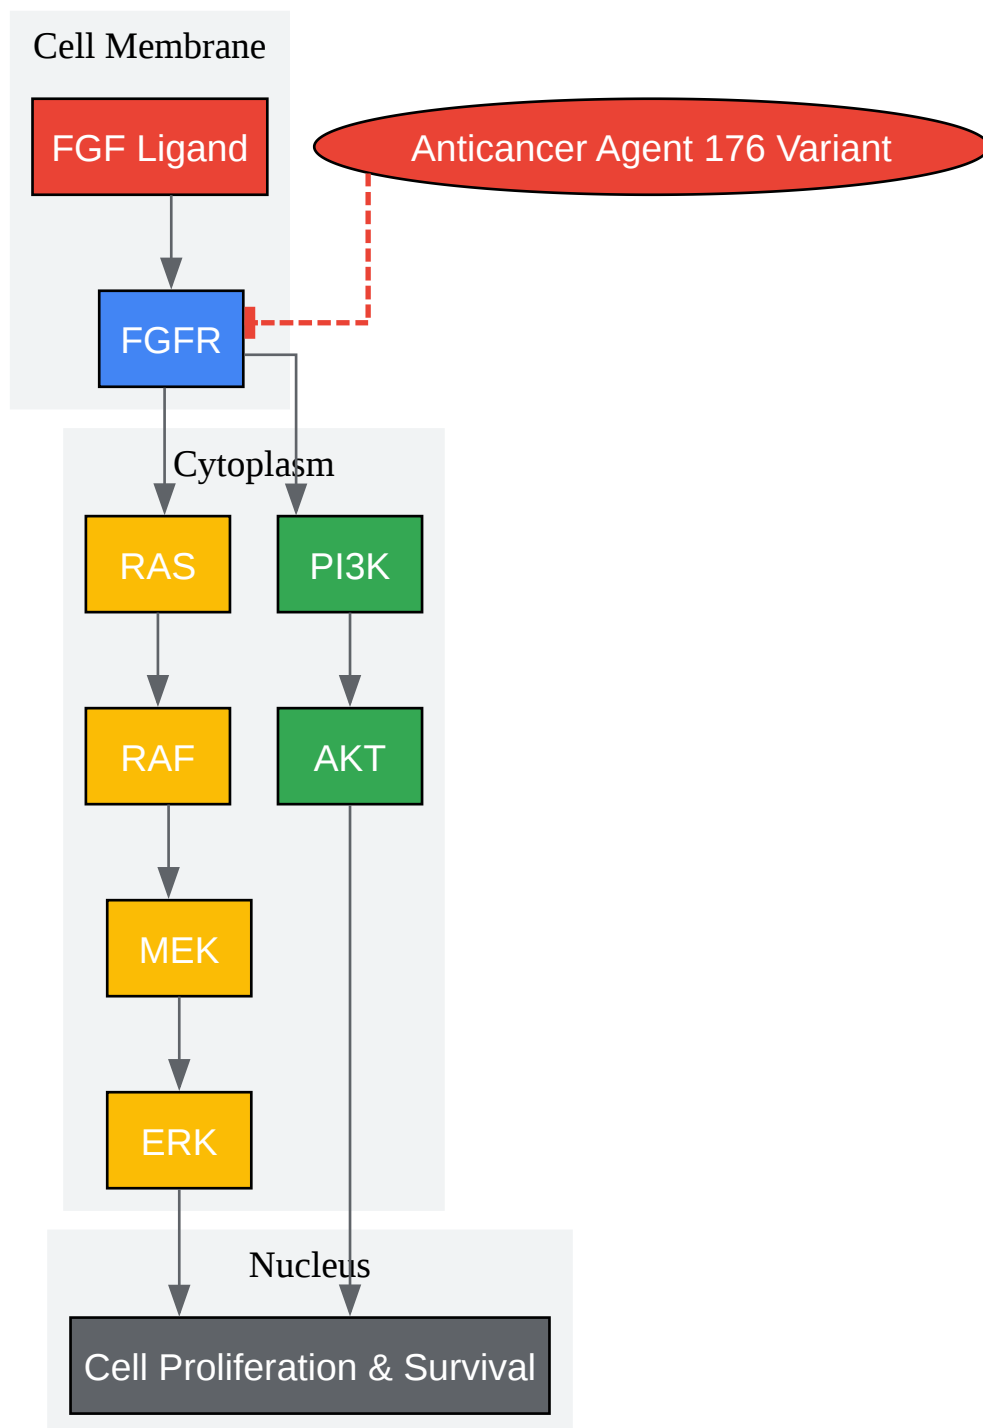 Cell Membrane
FGF Ligand
Anticancer Agent 176 Variant
FGFR
Cytoplasm
RAS
PI3K
RAF
AKT
MEK
ERK
Nucleus
Cell Proliferation & Survival